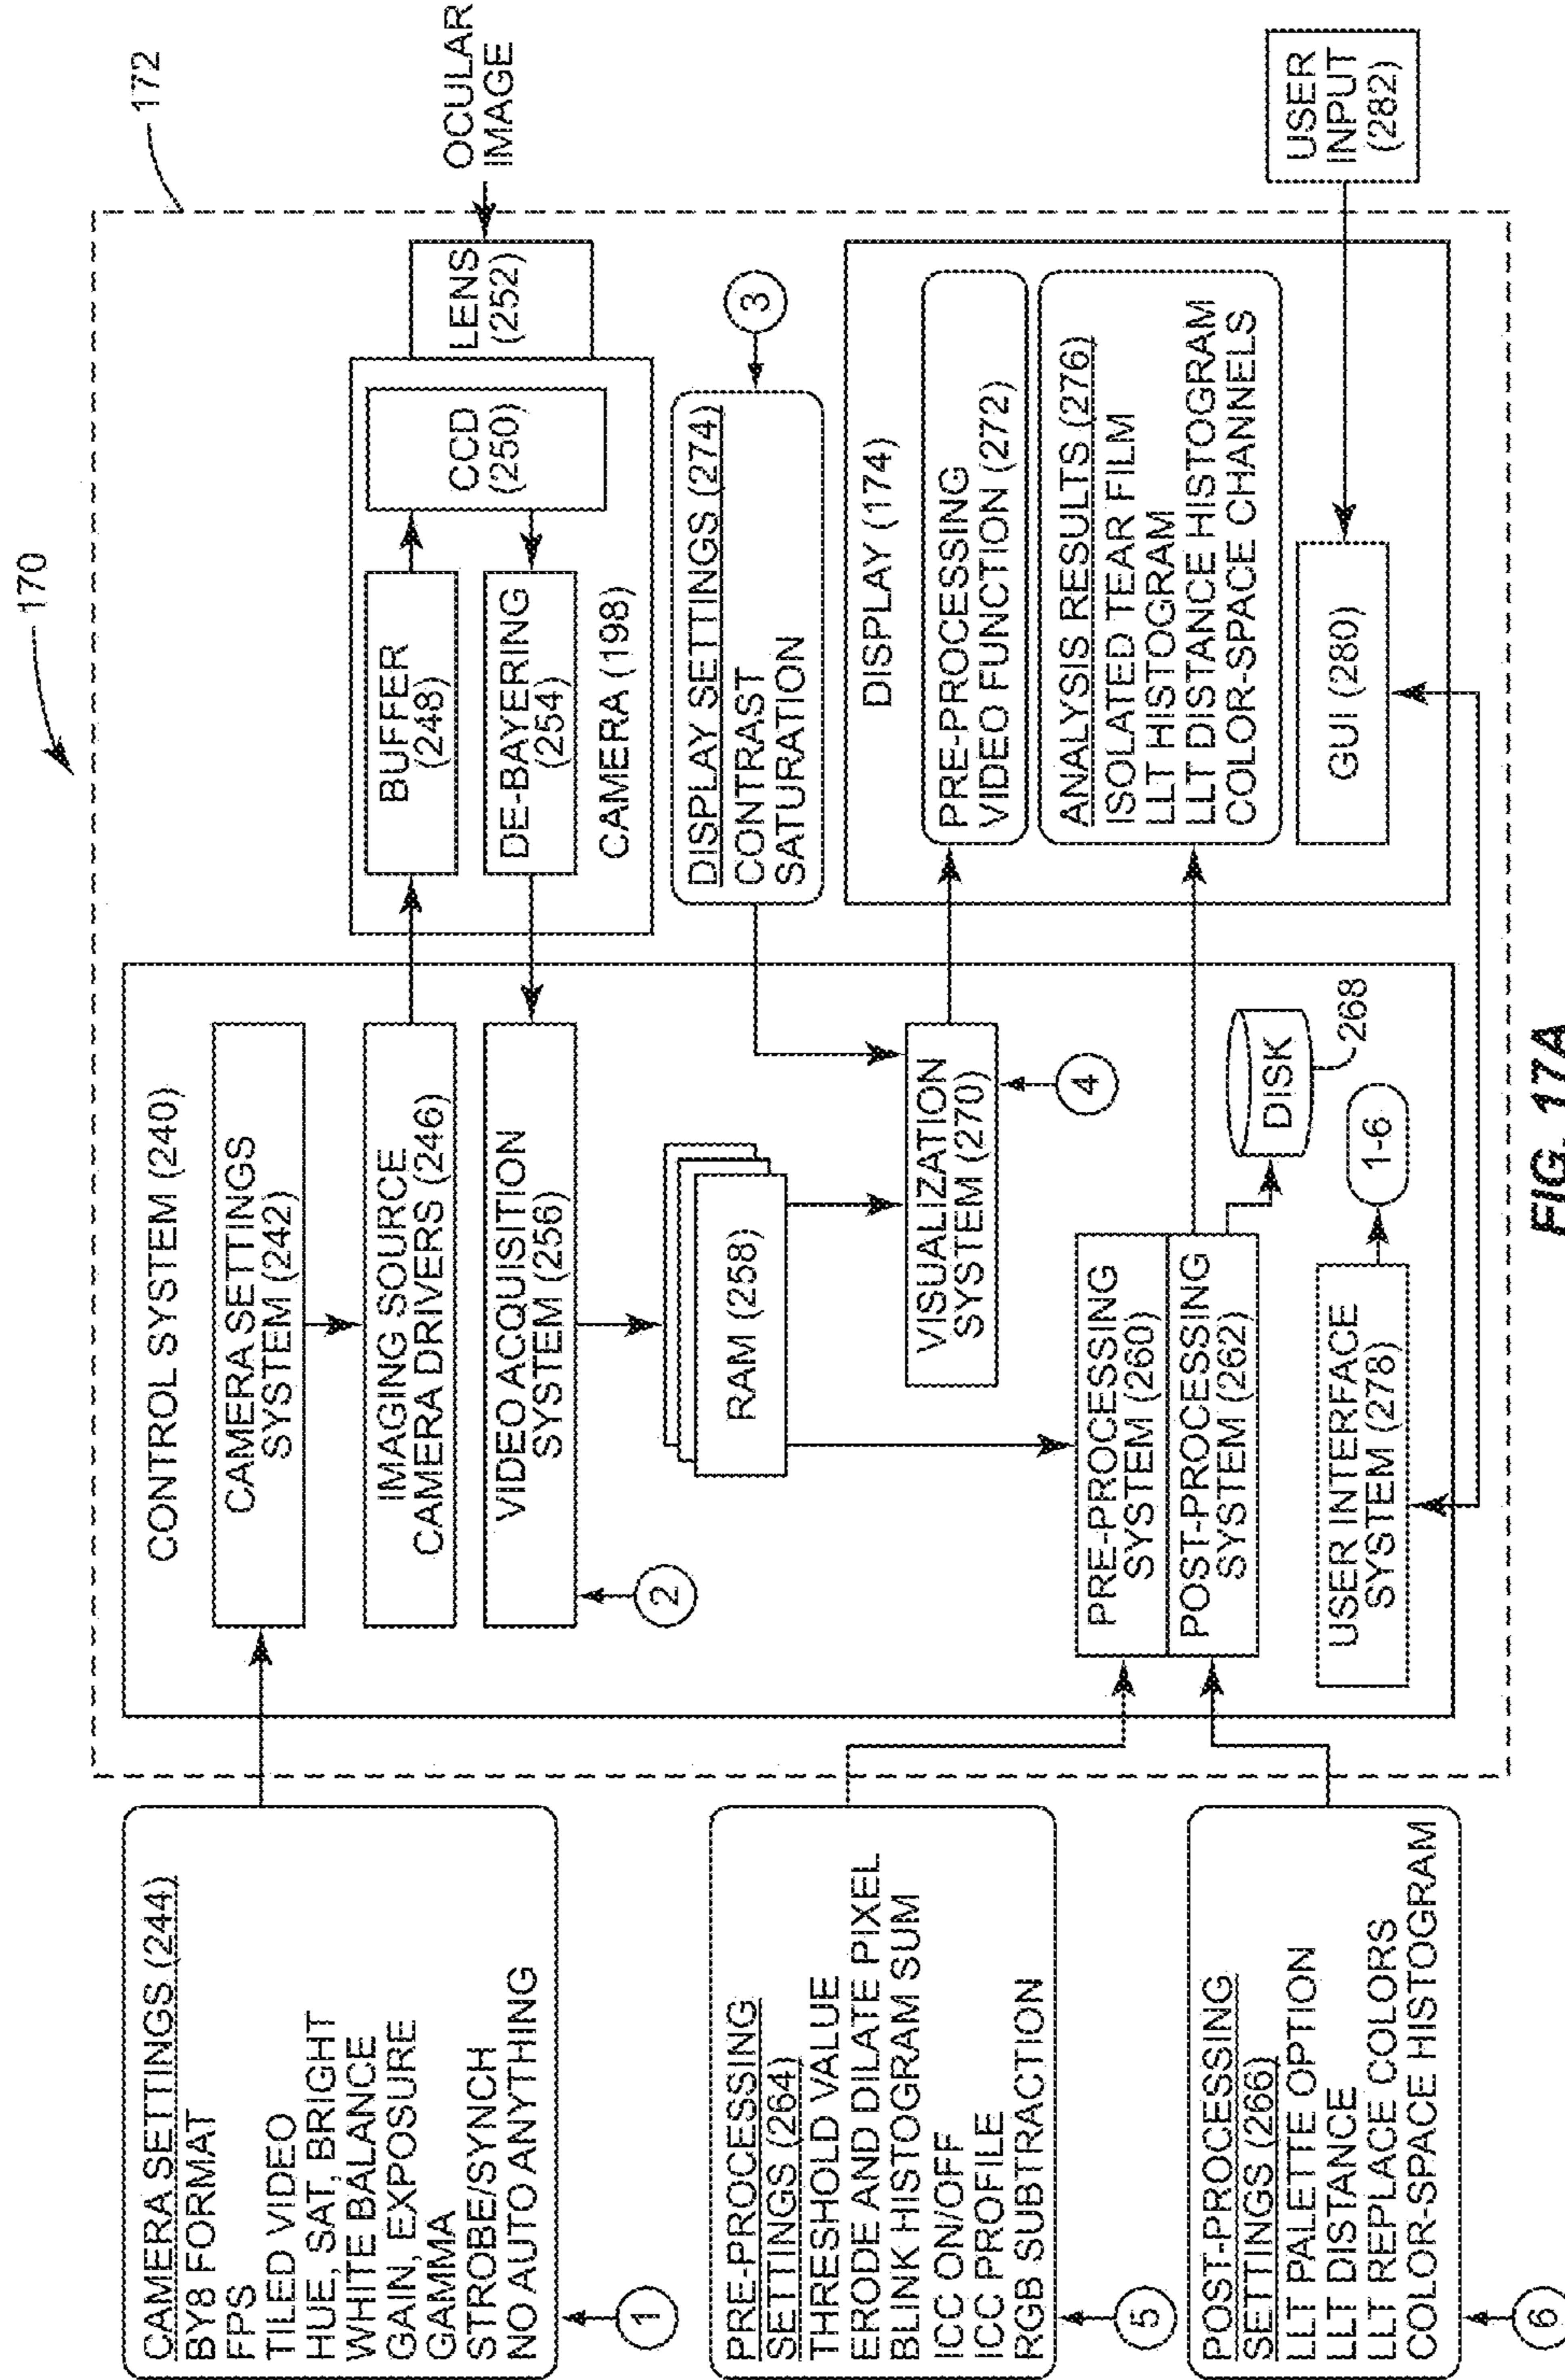 170
172
CAMERA SETTINGS (244)
BY8 FORMAT
FPS
TILED VIDEO
HUE, SAT, BRIGHT
WHITE BALANCE
GAIN, EXPOSURE
GAMMA
STROBE/SYNCH
NO AUTO ANYTHING
1
PRE-PROCESSING
SETTINGS (264)
THRESHOLD VALUE
ERODE AND DILATE PIXEL
BLINK HISTOGRAM SUM
ICC ON/OFF
ICC PROFILE
RGB SUBTRACTION
5
POST-PROCESSING
SETTINGS (266)
LLT PALETTE OPTION
LLT DISTANCE
LLT REPLACE COLORS
COLOR-SPACE HISTOGRAM
6
CONTROL SYSTEM (240)
CAMERA SETTINGS
SYSTEM (242)
IMAGING SOURCE
CAMERA DRIVERS (246)
VIDEO ACQUISITION
SYSTEM (256)
2
RAM (258)
VISUALIZATION
SYSTEM (270)
4
PRE-PROCESSING
SYSTEM (260)
POST-PROCESSING
SYSTEM (262)
DISK
268
USER INTERFACE
SYSTEM (278)
1-6
BUFFER
(248)
CCD
(250)
DE-BAYERING
(254)
CAMERA (198)
LENS
(252)
OCULAR
IMAGE
DISPLAY SETTTINGS (274)
CONTRAST
SATURATION
3
DISPLAY (174)
PRE-PROCESSING
VIDEO FUNCTION (272)
ANALYSIS RESULTS (276)
ISOLATED TEAR FILM
LLT HISTOGRAM
LLT DISTANCE HISTOGRAM
COLOR-SPACE CHANNELS
GUI (280)
USER
INPUT
(282)
FIG. 17A